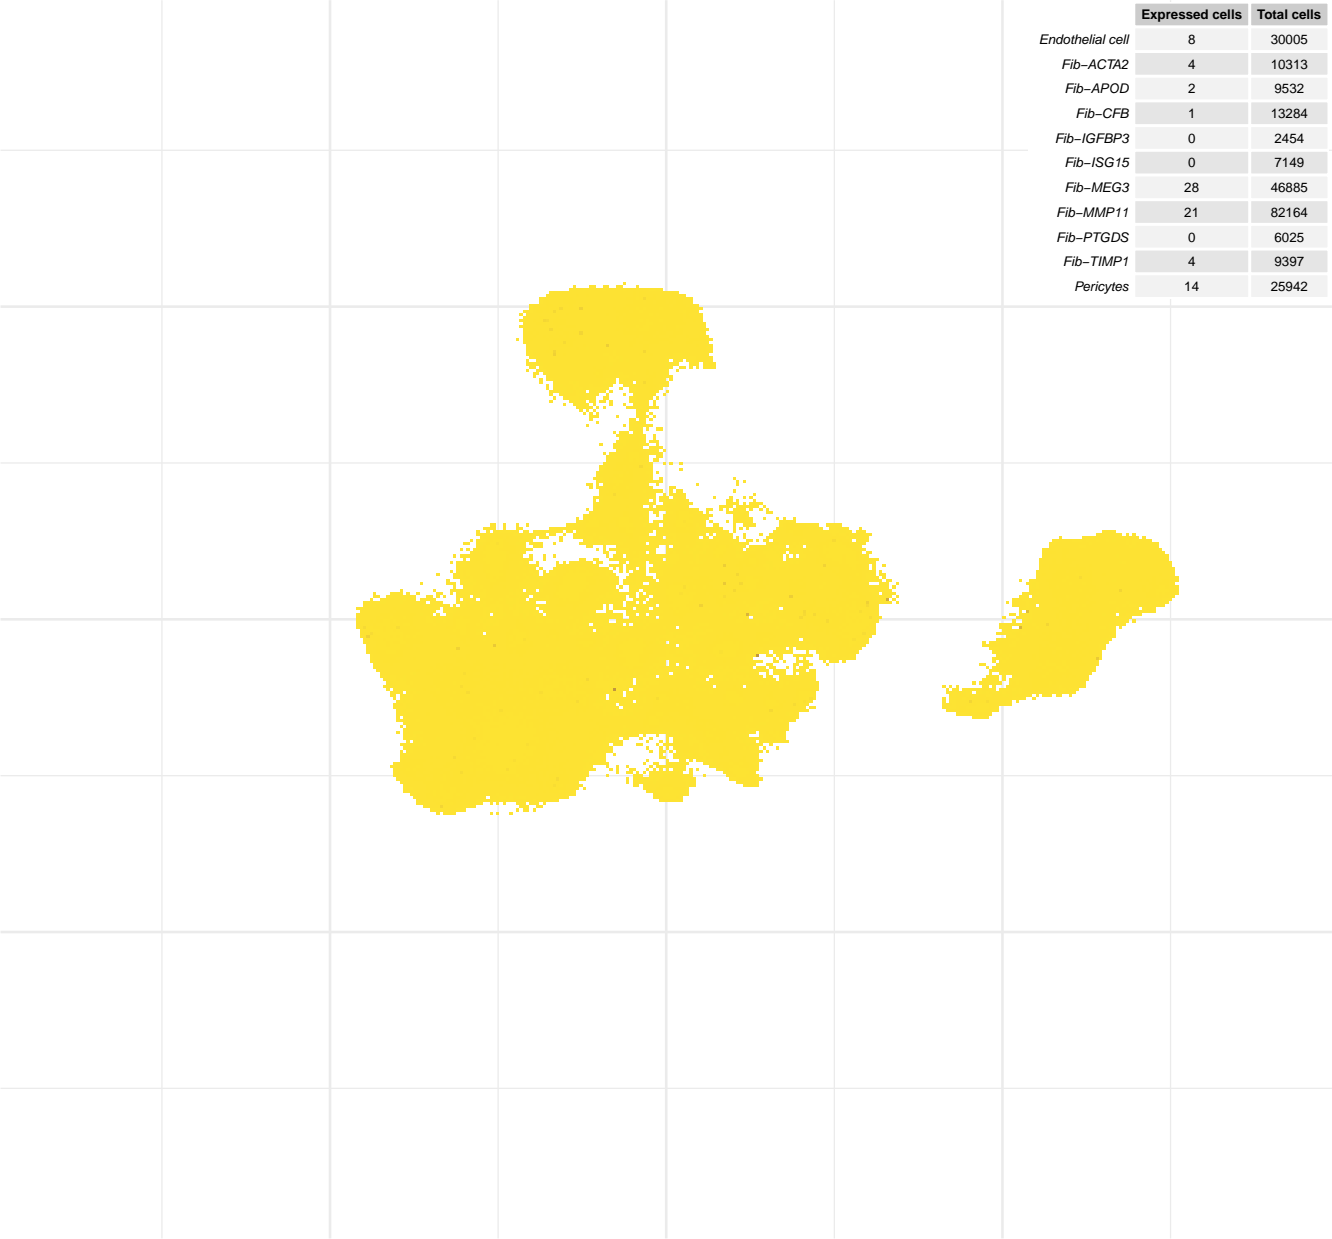 Expressed cells Total cells
Endothelial cell 8 30005
Fib−ACTA2 4 10313
Fib−APOD 2 9532
Fib−CFB 1 13284
Fib−IGFBP3 0 2454
Fib−ISG15 0 7149
Fib−MEG3 28 46885
Fib−MMP11 21 82164
Fib−PTGDS 0 6025
Fib−TIMP1 4 9397
Pericytes 14 25942